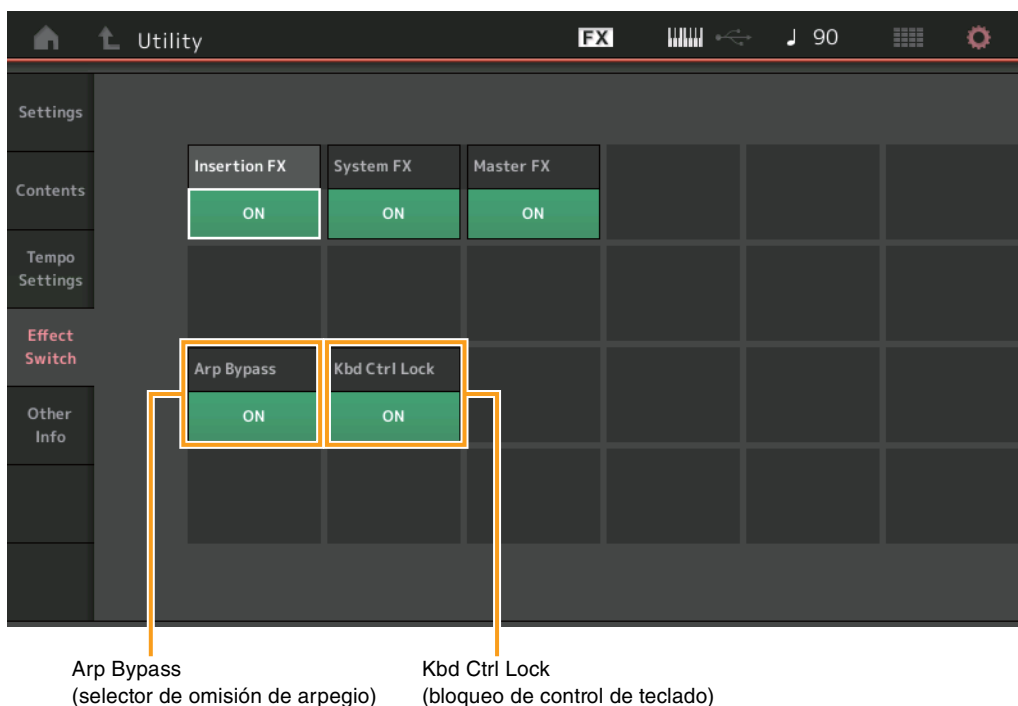 Utility
FX
90
Settings
Contents
Tempo
Settings
Effect
Switch
Other
Info
Insertion FX
System FX
Master FX
ON
ON
ON
Arp Bypass
Kbd Ctrl Lock
ON
ON
Arp Bypass
(selector de omisión de arpegio)
Kbd Ctrl Lock
(bloqueo de control de teclado)